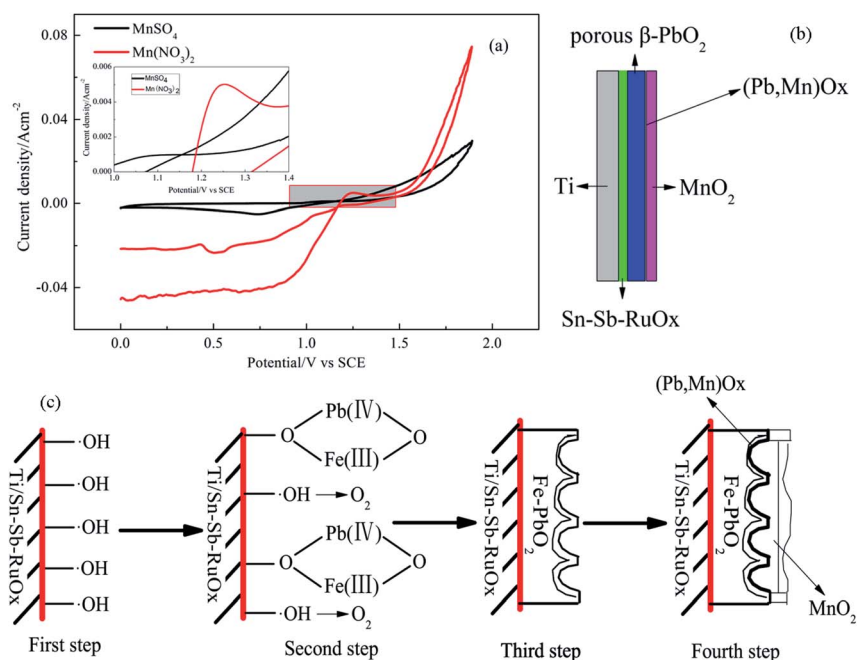 MnSO₄
Mn(NO₃)₂
(a)
MnSO₄
Mn(NO₃)₂
Current density/Acm⁻²
0.006
0.004
0.002
0.000
1.0 1.1 1.2 1.3 1.4
Potential/V vs SCE
Current density/Acm⁻²
0.08
0.04
0.00
-0.04
0.0 0.5 1.0 1.5 2.0
Potential/V vs SCE
(b)
porous β-PbO₂
(Pb,Mn)Ox
Ti
MnO₂
Sn-Sb-RuOx
(c)
Ti/Sn-Sb-RuOx
·OH
·OH
·OH
·OH
·OH
First step
Ti/Sn-Sb-RuOx
O
Pb(Ⅳ)
Fe(Ⅲ)
O
·OH→O₂
O
Pb(Ⅳ)
Fe(Ⅲ)
O
·OH→O₂
Second step
Ti/Sn-Sb-RuOx
Fe-PbO₂
Third step
(Pb,Mn)Ox
Ti/Sn-Sb-RuOx
Fe-PbO₂
MnO₂
Fourth step